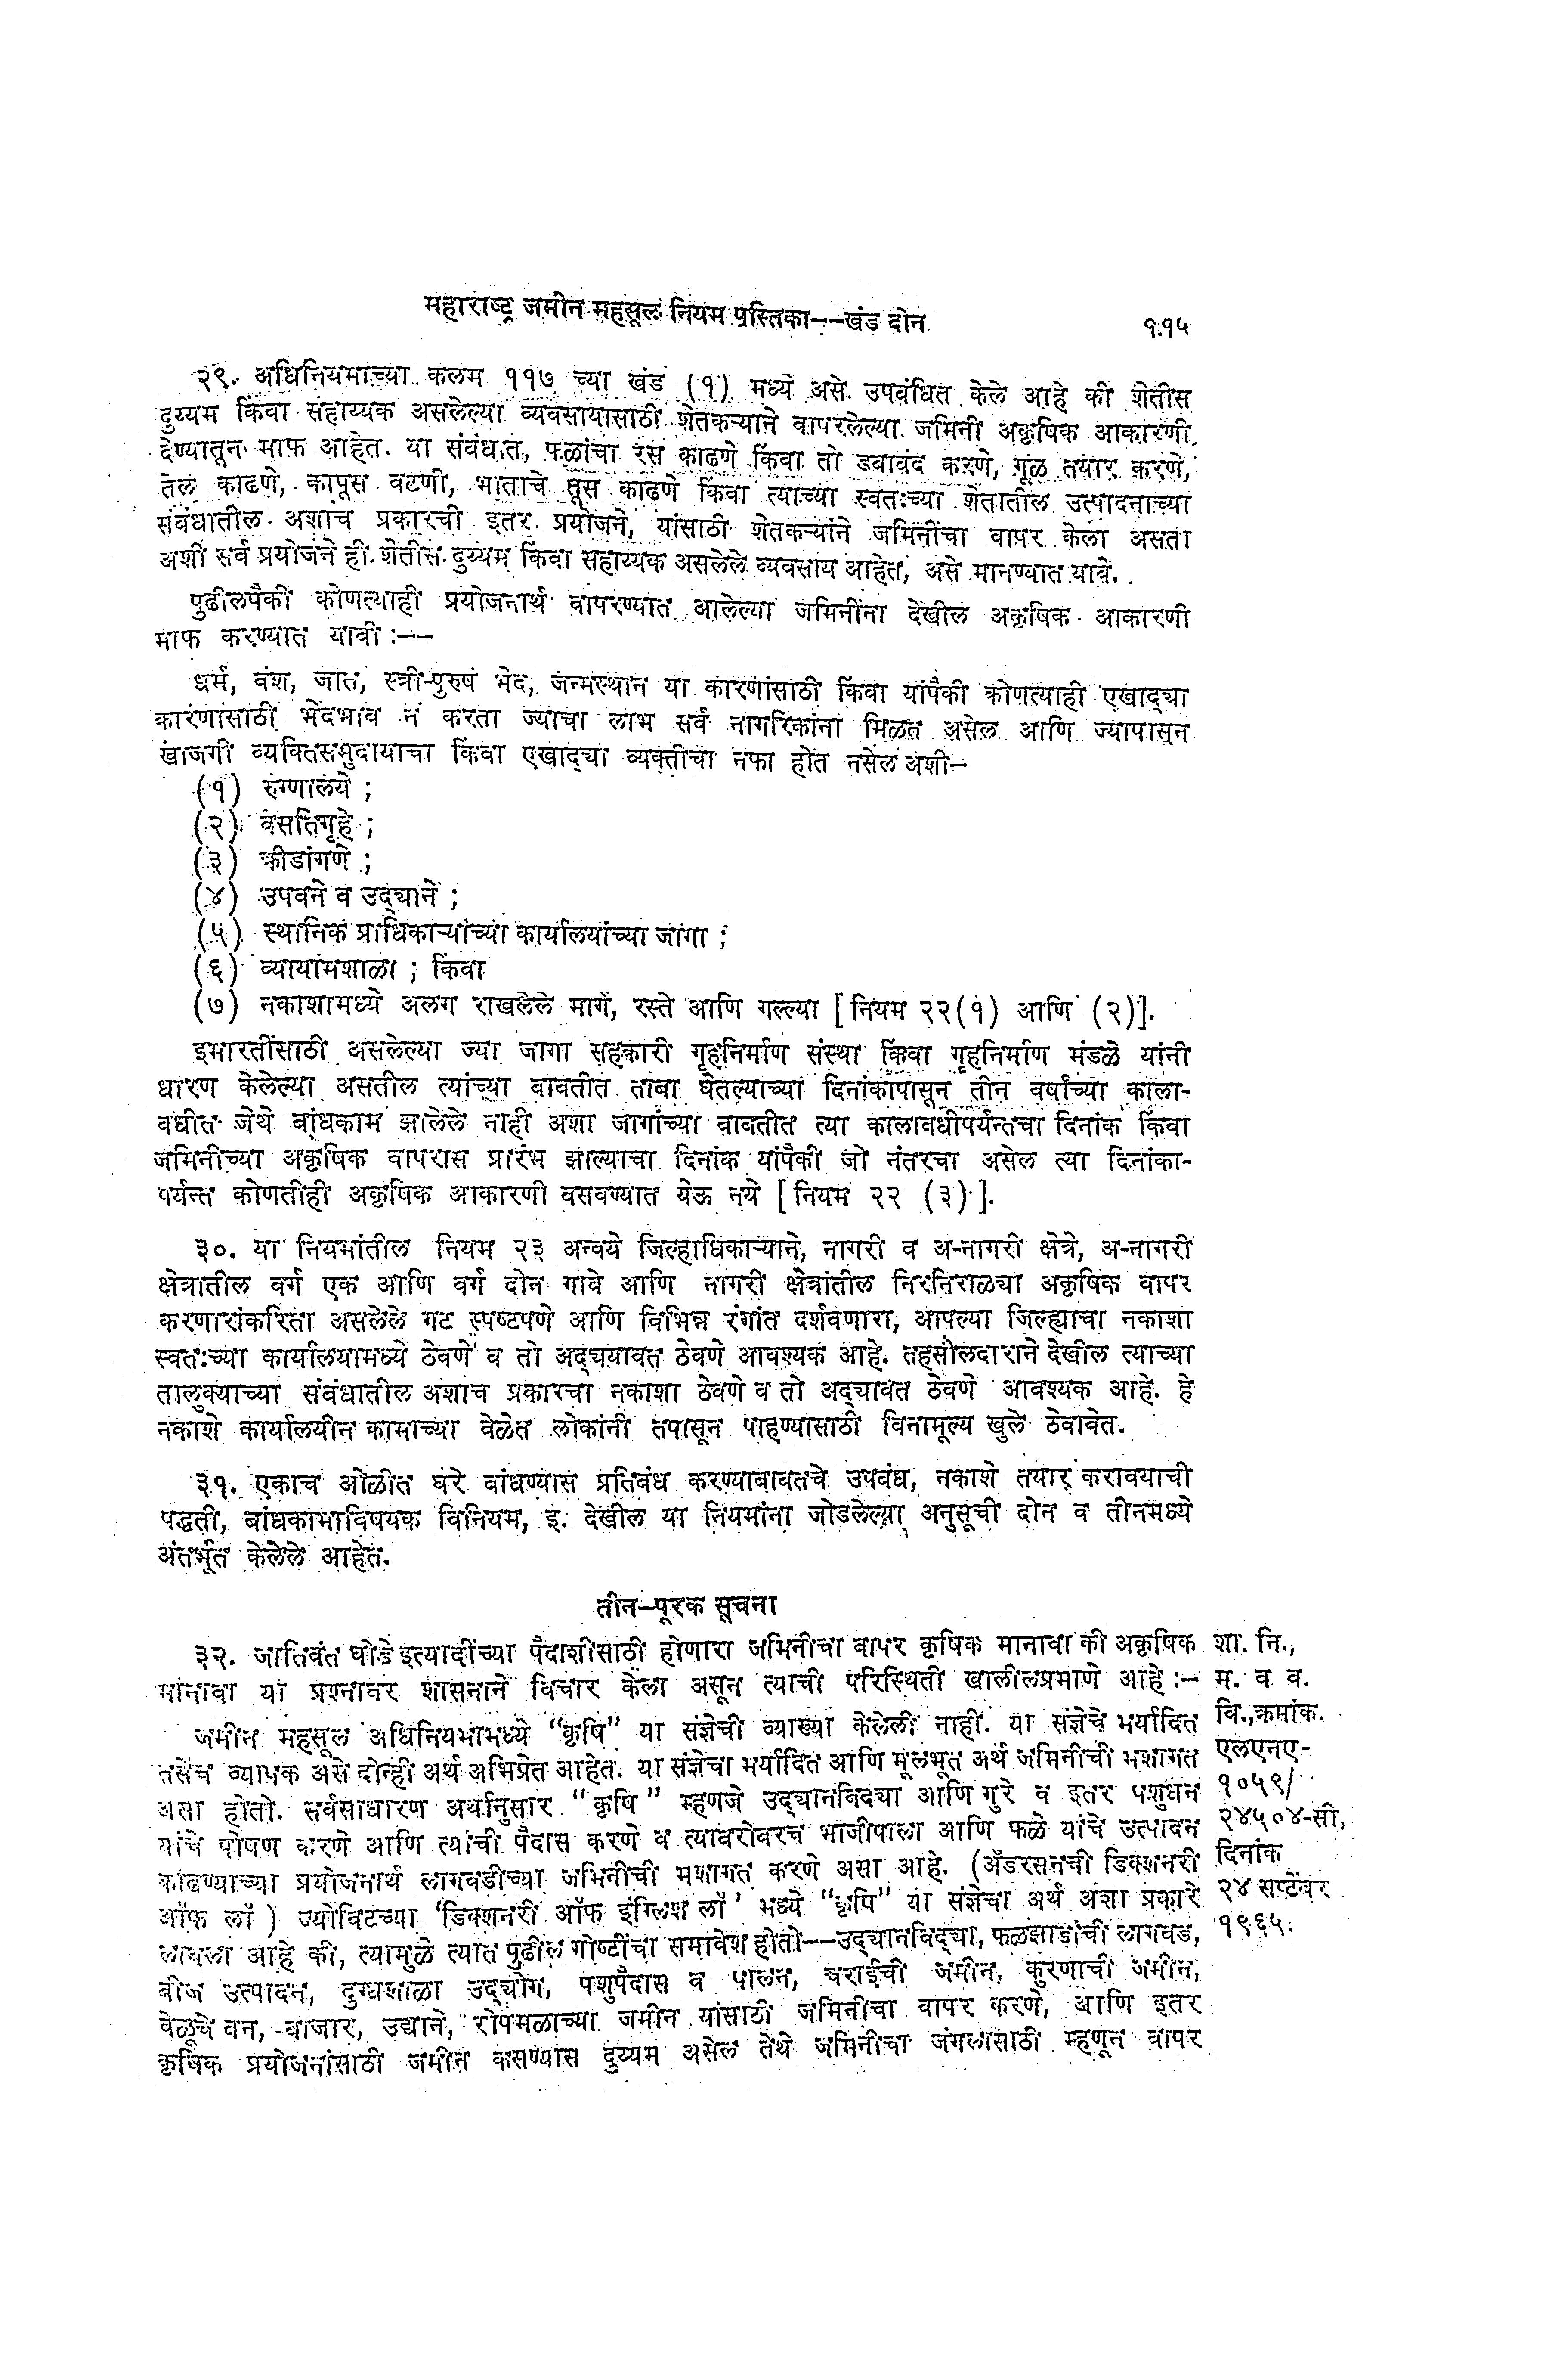 महाराष्ट्र जमीन महसूल नियम पुस्तिका--खंड दोन ११५
२९. अधिनियमाच्या कलम ११७ च्या खंड (१) मध्ये असे उपबंधित केले आहे की शेतीस
दुय्यम किंवा सहाय्यक असलेल्या व्यवसायासाठी शेतकऱ्याने वापरलेल्या जमिनी अकृषिक आकारणी
देण्यातून माफ आहेत. या संबंधात, फळांचा रस काढणे किंवा तो डबाबंद करणे, गूळ तयार करणे,
तेल काढणे, कापूस वटणी, भाताचे तूस काढणे किंवा त्याच्या स्वतःच्या शेतातील उत्पादनाच्या
संबंधातील अशाच प्रकारची इतर प्रयोजने, यांसाठी शेतकऱ्यांने जमिनीचा वापर केला असता
अशी सर्व प्रयोजने ही शेतीस दुय्यम किंवा सहाय्यक असलेले व्यवसाय आहेत, असे मानण्यात यावे.
पुढीलपैकी कोणत्याही प्रयोजनार्थ वापरण्यात आलेल्या जमिनींना देखील अकृषिक आकारणी
माफ करण्यात यावी :--
धर्म, वंश, जात, स्त्री-पुरुष भेद, जन्मस्थान या कारणांसाठी किंवा यांपैकी कोणत्याही एखाद्या
कारणासाठी भेदभाव न करता ज्याचा लाभ सर्व नागरिकांना मिळत असेल आणि ज्यापासून
खाजगी व्यक्तिसमुदायाचा किंवा एखाद्या व्यक्तीचा नफा होत नसेल अशी-
(१) रुग्णालये ;
(२) वसतिगृहे ;
(३) क्रीडांगणे ;
(४) उपवने व उद्याने ;
(५) स्थानिक प्राधिकाऱ्यांच्या कार्यालयांच्या जागा ;
(६) व्यायामशाळा ; किंवा
(७) नकाशामध्ये अलग राखलेले मार्ग, रस्ते आणि गल्ल्या [नियम २२(१) आणि (२)].
इमारतींसाठी असलेल्या ज्या जागा सहकारी गृहनिर्माण संस्था किंवा गृहनिर्माण मंडळे यांनी
धारण केलेल्या असतील त्यांच्या बाबतीत ताबा घेतल्याच्या दिनांकापासून तीन वर्षांच्या काला-
वधीत जेथे बांधकाम झालेले नाही अशा जागांच्या बाबतीत त्या कालावधीपर्यन्तचा दिनांक किंवा
जमिनीच्या अकृषिक वापरास प्रारंभ झाल्याचा दिनांक यांपैकी जो नंतरचा असेल त्या दिनांका-
पर्यन्त कोणतीही अकृषिक आकारणी बसवण्यात येऊ नये [नियम २२ (३)].
३०. या नियमांतील नियम २३ अन्वये जिल्हाधिकाऱ्याने, नागरी व अ-नागरी क्षेत्रे, अ-नागरी
क्षेत्रातील वर्ग एक आणि वर्ग दोन गावे आणि नागरी क्षेत्रांतील निरनिराळ्या अकृषिक वापर
करणारांकरिता असलेले गट स्पष्टपणे आणि विभिन्न रंगांत दर्शवणारा, आपल्या जिल्ह्याचा नकाशा
स्वतःच्या कार्यालयामध्ये ठेवणे व तो अद्ययावत ठेवणे आवश्यक आहे. तहसीलदाराने देखील त्याच्या
तालुक्याच्या संबंधातील अशाच प्रकारचा नकाशा ठेवणे व तो अद्यावत ठेवणे आवश्यक आहे. हे
नकाशे कार्यालयीन कामाच्या वेळेत लोकांनी तपासून पाहण्यासाठी विनामूल्य खुले ठेवावेत.
३१. एकाच ओळीत घरे बांधण्यास प्रतिबंध करण्याबाबतचे उपबंध, नकाशे तयार करावयाची
पद्धती, बांधकामाविषयक विनियम, इ. देखील या नियमांना जोडलेल्या अनुसूची दोन व तीनमध्ये
अंतर्भूत केलेले आहेत.
तीन-पूरक सूचना
३२. जातिवंत घोडे इत्यादींच्या पैदाशीसाठी होणारा जमिनीचा वापर कृषिक मानावा की अकृषिक
मानावा या प्रश्नावर शासनाने विचार केला असून त्याची परिस्थिती खालीलप्रमाणे आहे :-
जमीन महसूल अधिनियमामध्ये "कृषि" या संज्ञेची व्याख्या केलेली नाही. या संज्ञेचे मर्यादित
तसेच व्यापक असे दोन्ही अर्थ अभिप्रेत आहेत. या संज्ञेचा मर्यादित आणि मूलभूत अर्थ जमिनीची मशागत
असा होतो. सर्वसाधारण अर्थानुसार "कृषि" म्हणजे उद्यानविद्या आणि गुरे व इतर पशुधन
यांचे पोषण करणे आणि त्यांची पैदास करणे व त्याबरोबरच भाजीपाला आणि फळे यांचे उत्पादन
काढण्याच्या प्रयोजनार्थ लागवडीच्या जमिनीची मशागत करणे असा आहे. (अँडरसनची डिक्शनरी
ऑफ लॉ) ज्योविटच्या 'डिक्शनरी ऑफ इंग्लिश लॉ' मध्ये "कृषि" या संज्ञेचा अर्थ अशा प्रकारे
लावला आहे की, त्यामुळे त्यात पुढील गोष्टींचा समावेश होतो--उद्यानविद्या, फळझाडांची लागवड,
बीज उत्पादन, दुग्धशाळा उद्योग, पशुपैदास व पालन, चराईची जमीन, कुरणाची जमीन,
वेळूचे वन, बाजार, उद्याने, रोपमळाच्या जमीन यांसाठी जमिनीचा वापर करणे, आणि इतर
कृषिक प्रयोजनांसाठी जमीन कसण्यास दुय्यम असेल तेथे जमिनीचा जंगलासाठी म्हणून वापर
शा. नि.,
म. व व.
वि.,क्रमांक.
एलएनए-
१०५९/
२४५०४-सी,
दिनांक
२४ सप्टेंबर
१९६५.